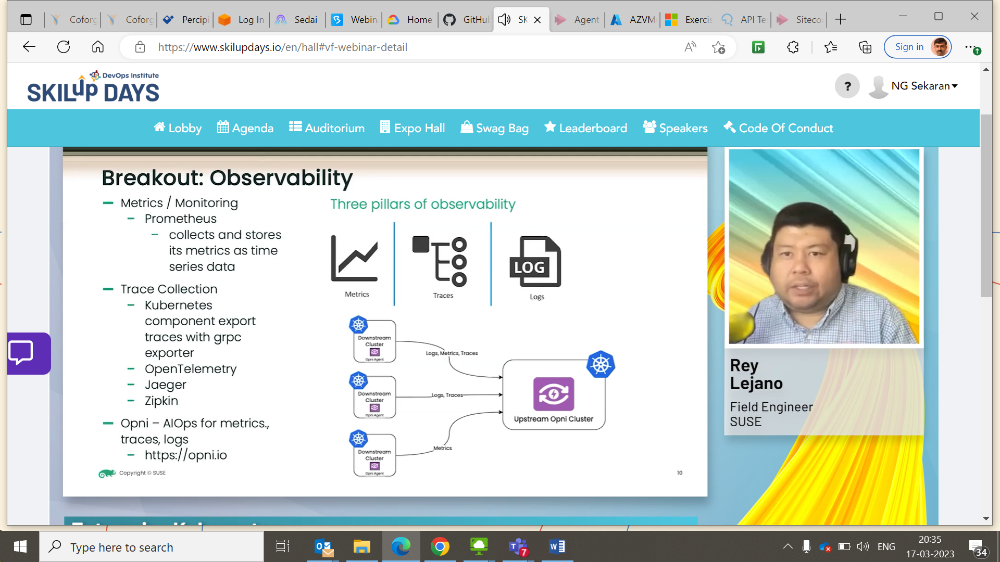 Coforg
Coforg
Percipi
Log In
Sedai
Webin
Home
GitHub
SK
Agent
AZVM
Exercis
API Te
Siteco
https://www.skilupdays.io/en/hall#vf-webinar-detail
Sign in
DevOps Institute
SKILup DAYS
?
NG Sekaran
Lobby
Agenda
Auditorium
Expo Hall
Swag Bag
Leaderboard
Speakers
Code Of Conduct
Breakout: Observability
Metrics / Monitoring
Prometheus
collects and stores
its metrics as time
series data
Trace Collection
Kubernetes
component export
traces with grpc
exporter
OpenTelemetry
Jaeger
Zipkin
Opni – AIOps for metrics.,
traces, logs
https://opni.io
Copyright © SUSE
Three pillars of observability
Metrics
Traces
LOG
Logs
Downstream
Cluster
Opni Agent
Logs, Metrics, Traces
Downstream
Cluster
Opni Agent
Logs, Traces
Downstream
Cluster
Opni Agent
Metrics
Upstream Opni Cluster
10
Rey
Lejano
Field Engineer
SUSE
Type here to search
7
ENG
20:35
17-03-2023
34